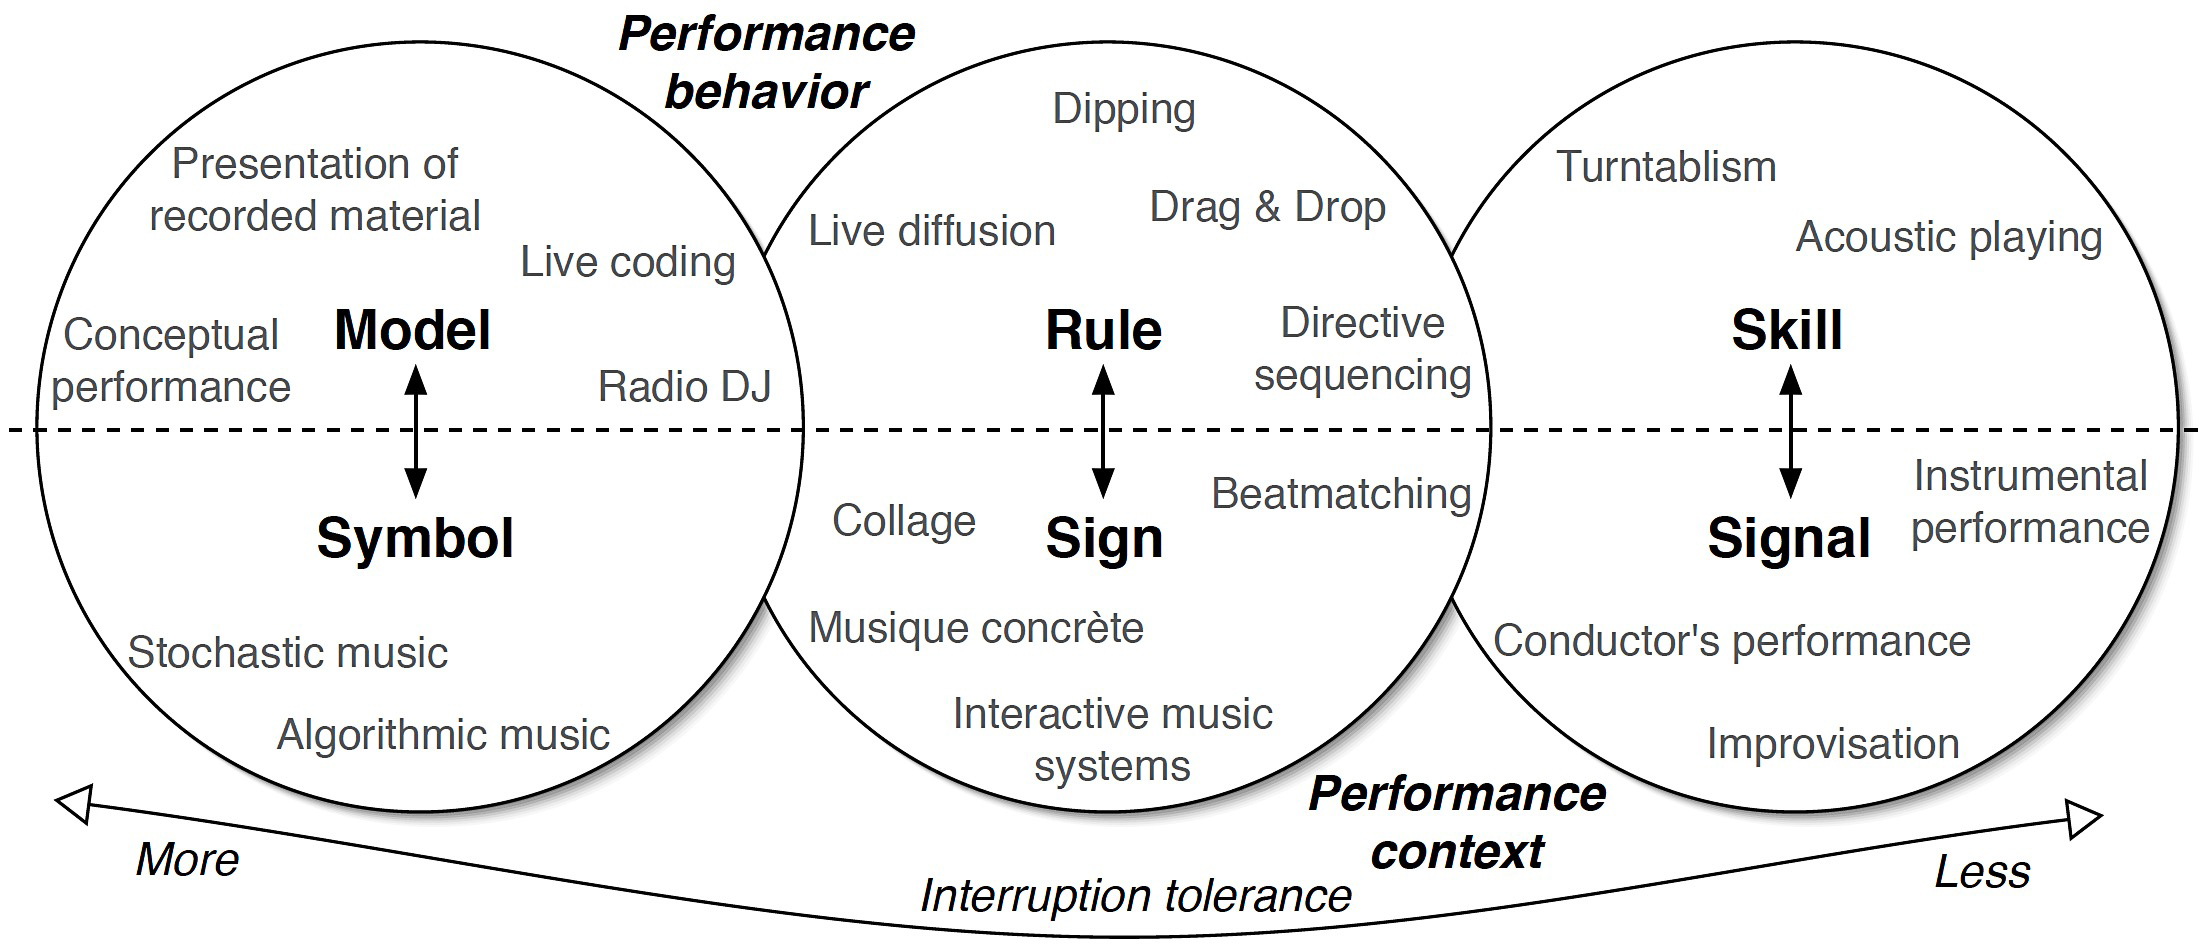 Performance
behavior
Presentation of
recorded material
Live coding
Conceptual
performance
Model
Radio DJ
Symbol
Stochastic music
Algorithmic music
Dipping
Drag & Drop
Live diffusion
Rule
Directive
sequencing
Beatmatching
Collage
Sign
Musique concrète
Interactive music
systems
Turntablism
Acoustic playing
Skill
Signal
Instrumental
performance
Conductor's performance
Improvisation
Performance
context
More
Interruption tolerance
Less